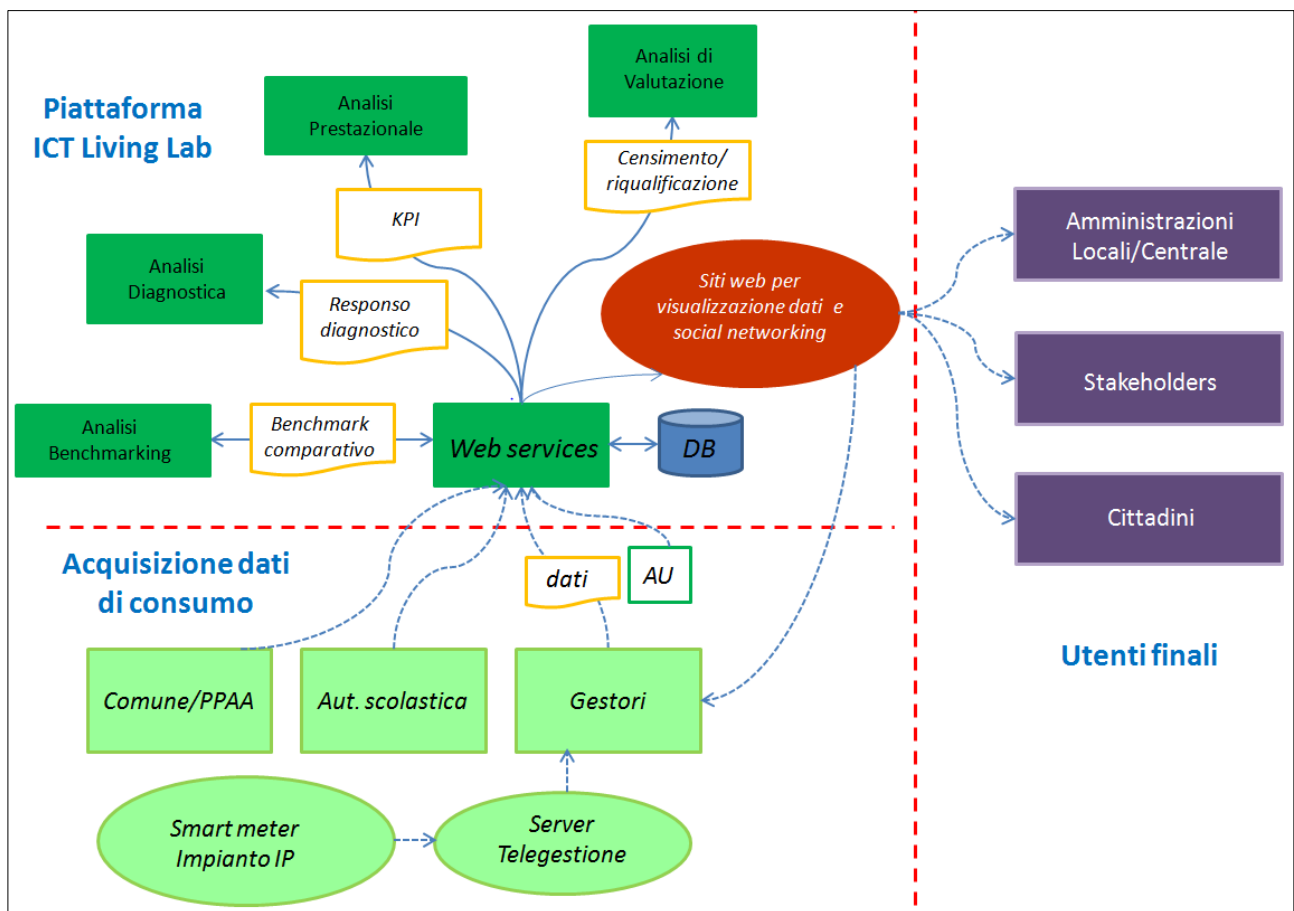 Piattaforma
ICT Living Lab
Analisi
Prestazionale
Analisi di
Valutazione
Censimento/
riqualificazione
KPI
Analisi
Diagnostica
Responso
diagnostico
Siti web per
visualizzazione dati e
social networking
Amministrazioni
Locali/Centrale
Stakeholders
Cittadini
Analisi
Benchmarking
Benchmark
comparativo
Web services
DB
Acquisizione dati
di consumo
dati
AU
Comune/PPAA
Aut. scolastica
Gestori
Utenti finali
Smart meter
Impianto IP
Server
Telegestione